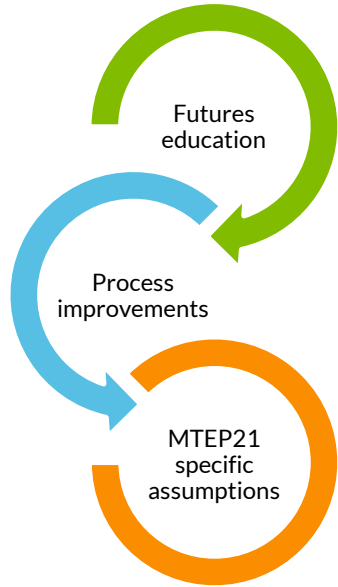 Futures
education
Process
improvements
MTEP21
specific
assumptions